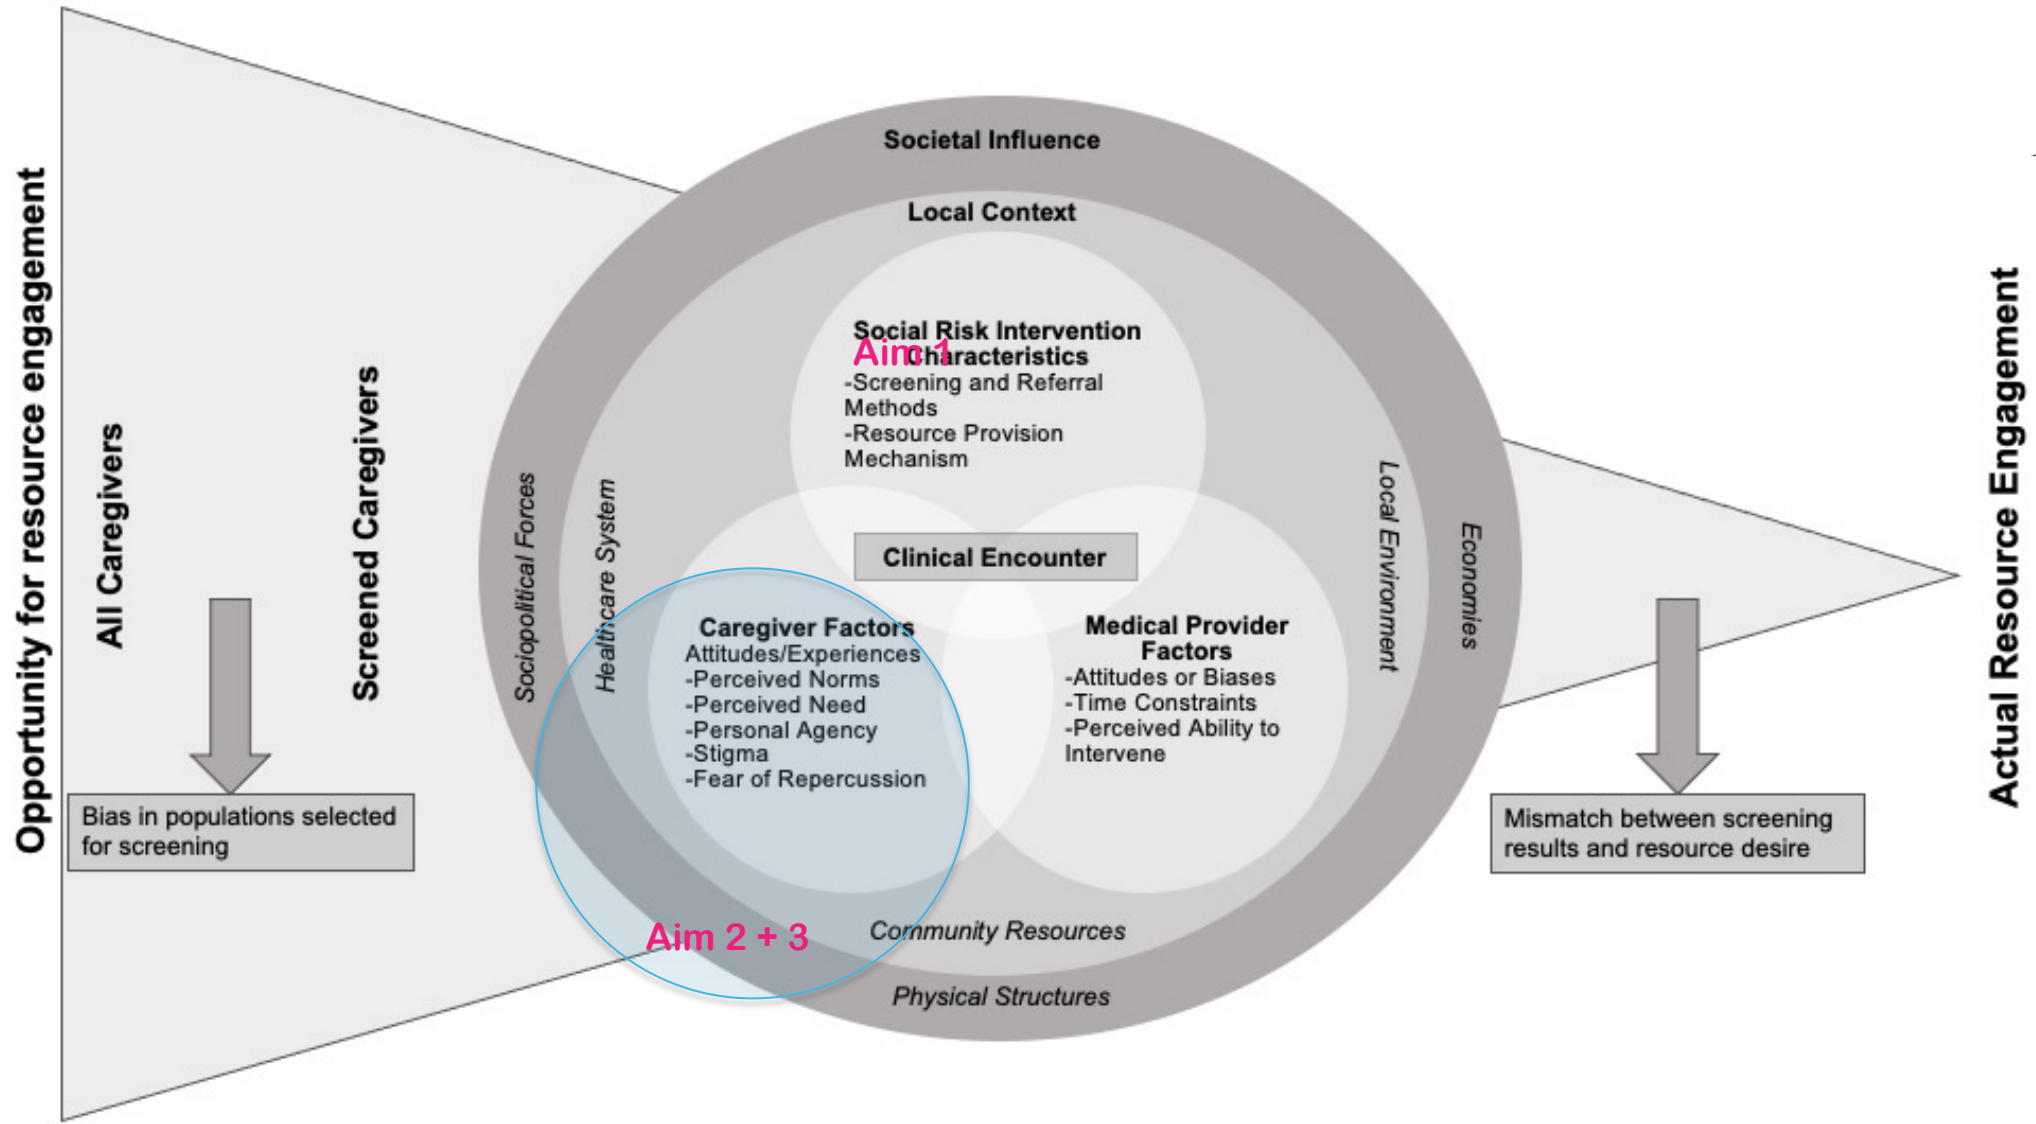 Opportunity for resource engagement
All Caregivers
Screened Caregivers
Bias in populations selected
for screening
Societal Influence
Local Context
Social Risk Intervention
Aim 1
Characteristics
-Screening and Referral
Methods
-Resource Provision
Mechanism
Sociopolitical Forces
Healthcare System
Clinical Encounter
Local Environment
Economies
Caregiver Factors
Attitudes/Experiences
-Perceived Norms
-Perceived Need
-Personal Agency
-Stigma
-Fear of Repercussion
Medical Provider
Factors
-Attitudes or Biases
-Time Constraints
-Perceived Ability to
Intervene
Aim 2 + 3
Community Resources
Physical Structures
Mismatch between screening
results and resource desire
Actual Resource Engagement